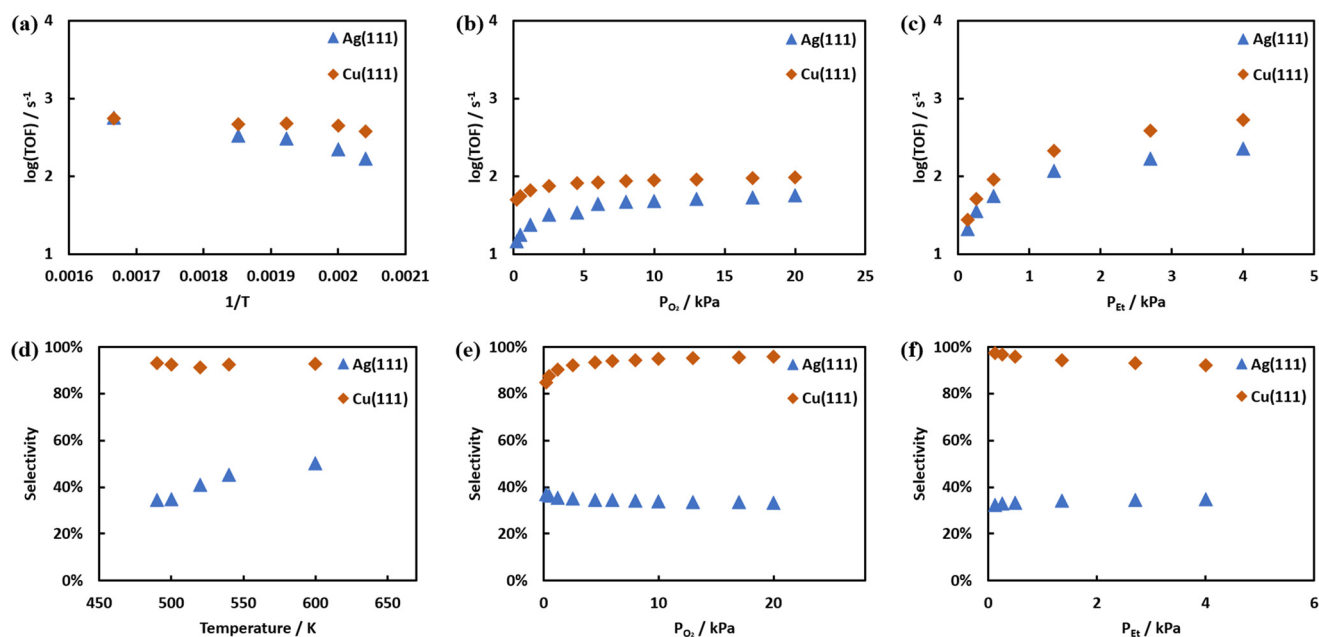 (a)
4
3
2
1
log(TOF) / s⁻¹
Ag(111)
Cu(111)
0.0016 0.0017 0.0018 0.0019 0.002 0.0021
1/T
(b)
4
3
2
1
log(TOF) / s⁻¹
Ag(111)
Cu(111)
0 5 10 15 20 25
P_O₂ / kPa
(c)
4
3
2
1
log(TOF) / s⁻¹
Ag(111)
Cu(111)
0 1 2 3 4 5
P_Et / kPa
(d)
100%
80%
60%
40%
20%
0%
Selectivity
Ag(111)
Cu(111)
450 500 550 600 650
Temperature / K
(e)
100%
80%
60%
40%
20%
0%
Selectivity
Ag(111)
Cu(111)
0 10 20
P_O₂ / kPa
(f)
100%
80%
60%
40%
20%
0%
Selectivity
Ag(111)
Cu(111)
0 2 4 6
P_Et / kPa